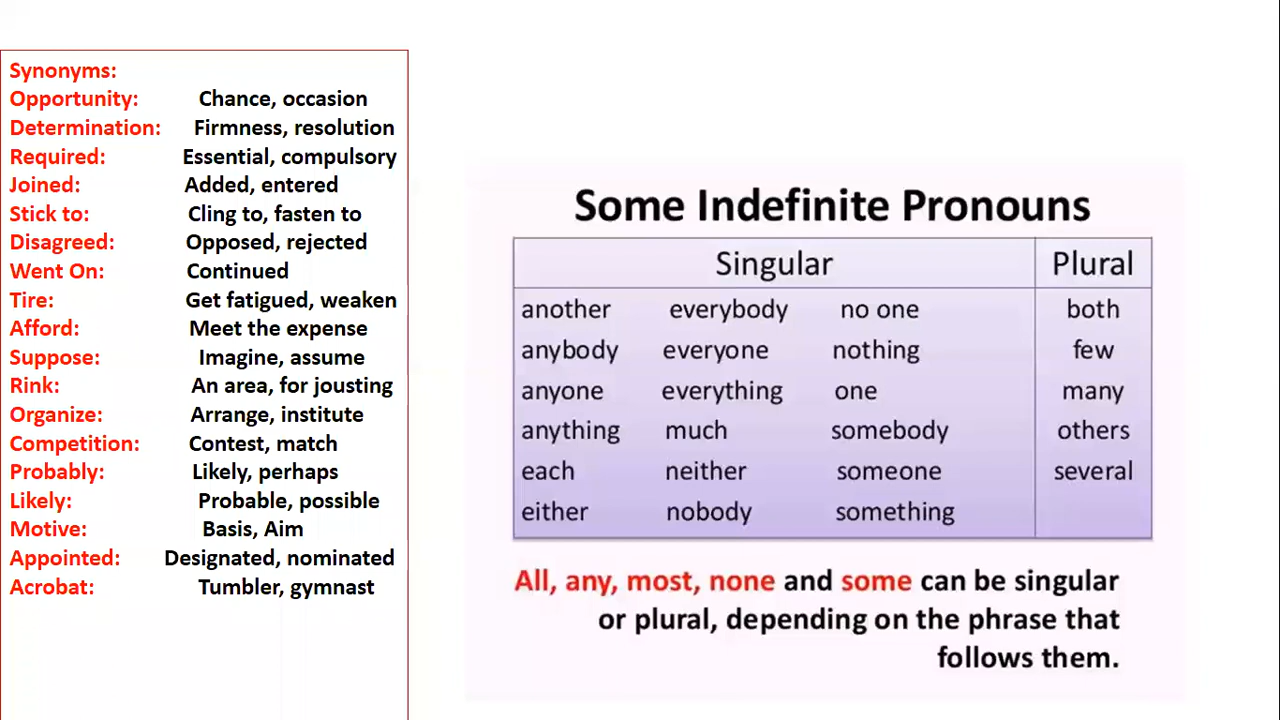 Synonyms:
Opportunity: Chance, occasion
Determination: Firmness, resolution
Required: Essential, compulsory
Joined: Added, entered
Stick to: Cling to, fasten to
Disagreed: Opposed, rejected
Went On: Continued
Tire: Get fatigued, weaken
Afford: Meet the expense
Suppose: Imagine, assume
Rink: An area, for jousting
Organize: Arrange, institute
Competition: Contest, match
Probably: Likely, perhaps
Likely: Probable, possible
Motive: Basis, Aim
Appointed: Designated, nominated
Acrobat: Tumbler, gymnast
Some Indefinite Pronouns
Singular Plural
another everybody no one both
anybody everyone nothing few
anyone everything one many
anything much somebody others
each neither someone several
either nobody something
All, any, most, none and some can be singular
or plural, depending on the phrase that
follows them.